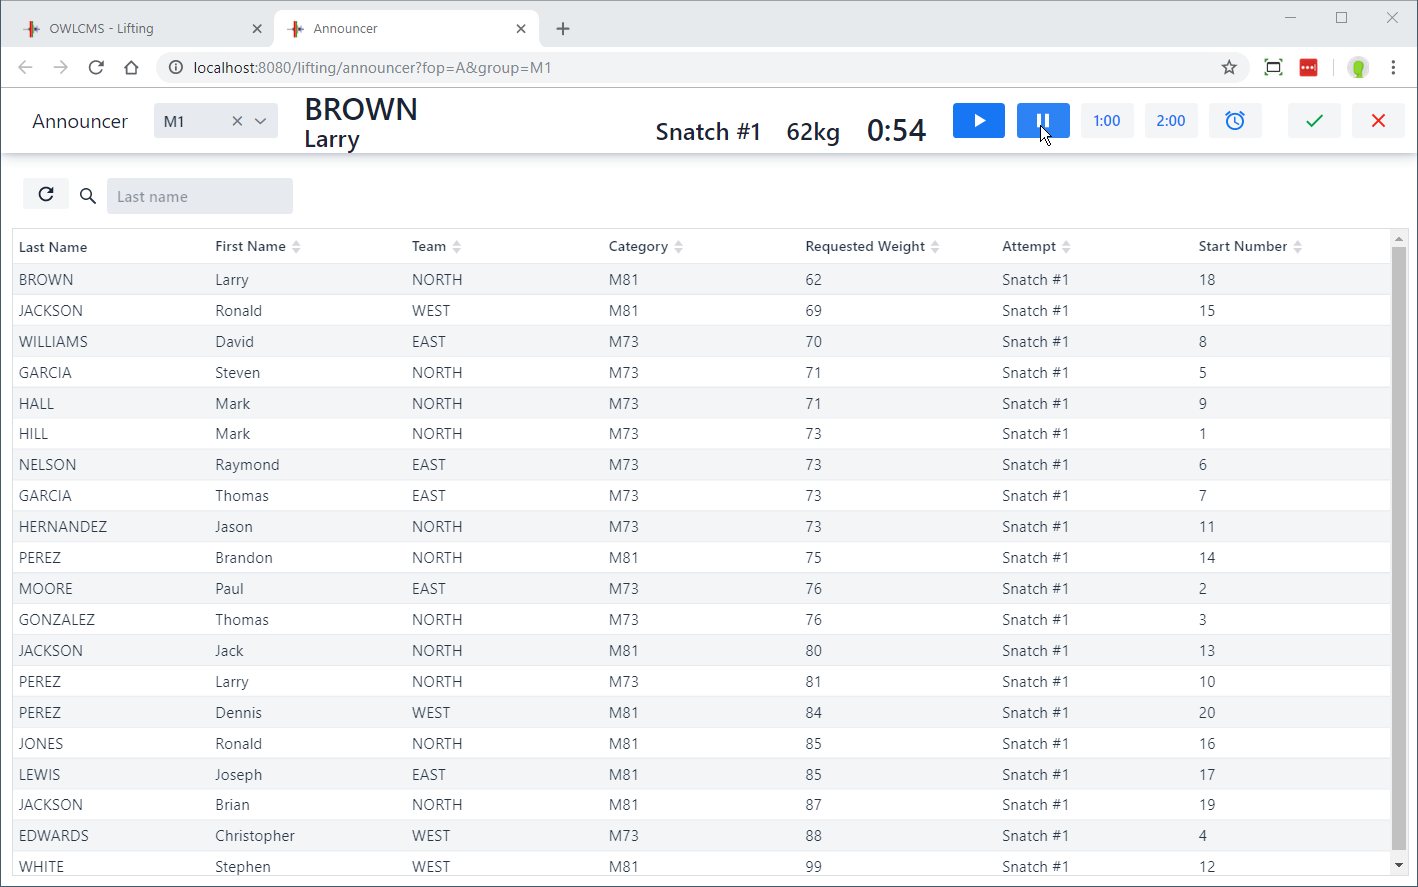 OWLCMS - Lifting
Announcer
localhost:8080/lifting/announcer?fop=A&group=M1
Announcer
M1
BROWN
Larry
Snatch #1 62kg 0:54
1:00 2:00
Last name
Last Name First Name Team Category Requested Weight Attempt Start Number
BROWN Larry NORTH M81 62 Snatch #1 18
JACKSON Ronald WEST M81 69 Snatch #1 15
WILLIAMS David EAST M73 70 Snatch #1 8
GARCIA Steven NORTH M73 71 Snatch #1 5
HALL Mark NORTH M73 71 Snatch #1 9
HILL Mark NORTH M73 73 Snatch #1 1
NELSON Raymond EAST M73 73 Snatch #1 6
GARCIA Thomas EAST M73 73 Snatch #1 7
HERNANDEZ Jason NORTH M73 73 Snatch #1 11
PEREZ Brandon NORTH M81 75 Snatch #1 14
MOORE Paul EAST M73 76 Snatch #1 2
GONZALEZ Thomas NORTH M73 76 Snatch #1 3
JACKSON Jack NORTH M81 80 Snatch #1 13
PEREZ Larry NORTH M73 81 Snatch #1 10
PEREZ Dennis WEST M81 84 Snatch #1 20
JONES Ronald NORTH M81 85 Snatch #1 16
LEWIS Joseph EAST M81 85 Snatch #1 17
JACKSON Brian NORTH M81 87 Snatch #1 19
EDWARDS Christopher WEST M73 88 Snatch #1 4
WHITE Stephen WEST M81 99 Snatch #1 12